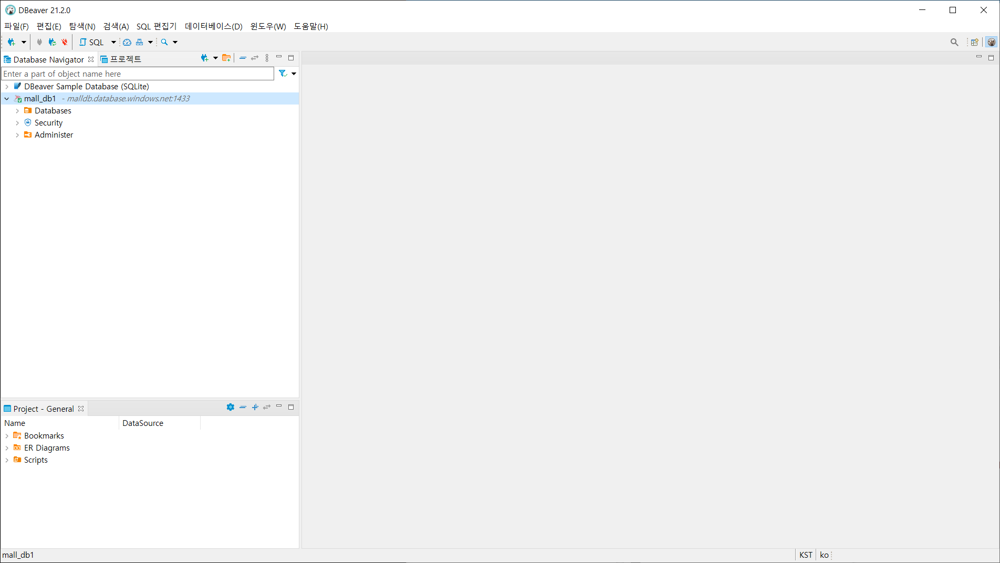 DBeaver 21.2.0
파일(F) 편집(E) 탐색(N) 검색(A) SQL 편집기 데이터베이스(D) 윈도우(W) 도움말(H)
SQL
Database Navigator 프로젝트
Enter a part of object name here
DBeaver Sample Database (SQLite)
mall_db1 - malldb.database.windows.net:1433
Databases
Security
Administer
Project - General
Name DataSource
Bookmarks
ER Diagrams
Scripts
mall_db1 KST ko